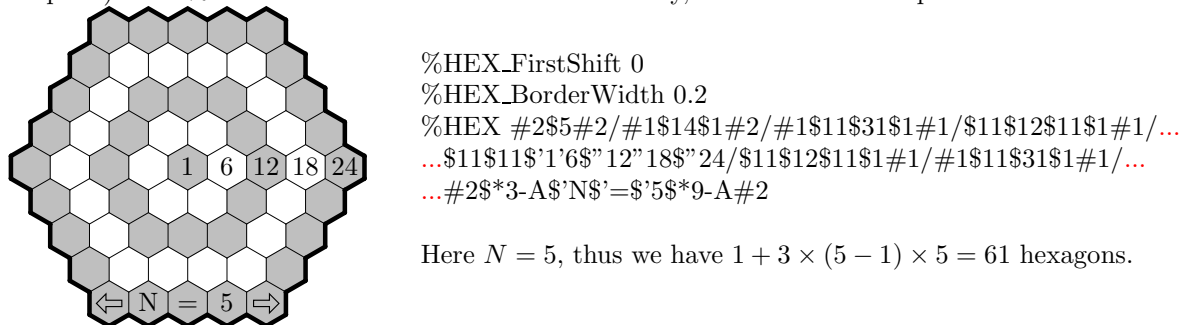 1 6 12 18 24
⇦ N = 5 ⇨
%HEX_FirstShift 0
%HEX_BorderWidth 0.2
%HEX #2$5#2/#1$14$1#2/#1$11$31$1#1/$11$12$11$1#1/...
...$11$11$'1'6$"12"18$"24/$11$12$11$1#1/#1$11$31$1#1/...
...#2$*3-A$'N$'=$'5$*9-A#2
Here N = 5, thus we have 1 + 3 × (5 − 1) × 5 = 61 hexagons.